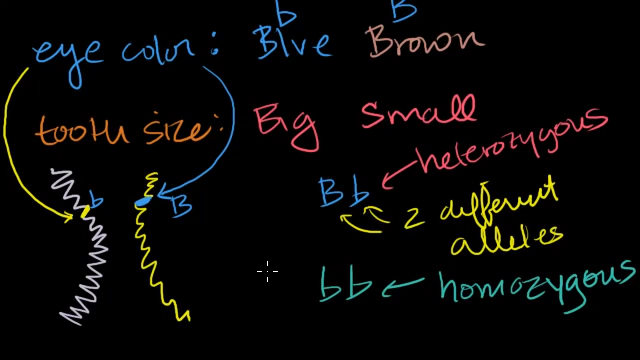 b B
eye color: Blue Brown
tooth size: Big Small
heterozygous
b B Bb
2 different
alleles
bb homozygous